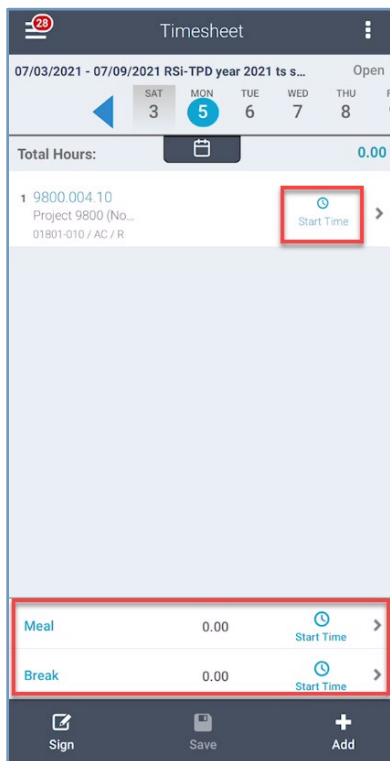 28
Timesheet
07/03/2021 - 07/09/2021 RSi-TPD year 2021 ts s... Open
SAT MON TUE WED THU
3 5 6 7 8
Total Hours: 0.00
1 9800.004.10
Project 9800 (No...
01801-010 / AC / R
Start Time
Meal 0.00 Start Time
Break 0.00 Start Time
Sign Save Add